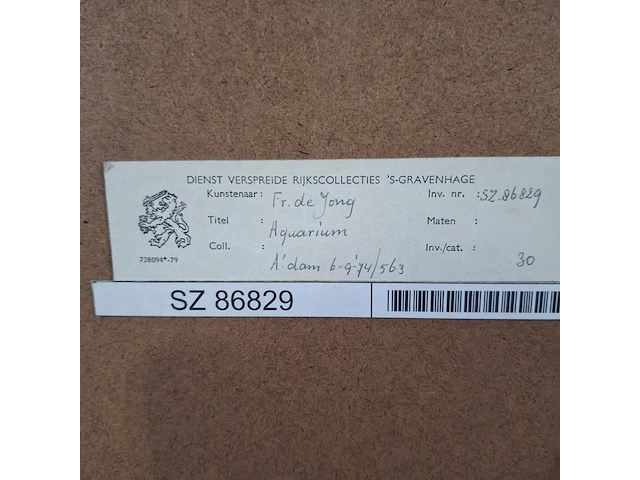 DIENST VERSPREIDE RIJKSCOLLECTIES 'S-GRAVENHAGE
Kunstenaar: Fr. de Jong Inv. nr. : SZ.86829
Titel : Aquarium Maten :
Coll. : A'dam 6-9-'74/563 Inv./cat. : 30
728094*-79
SZ 86829